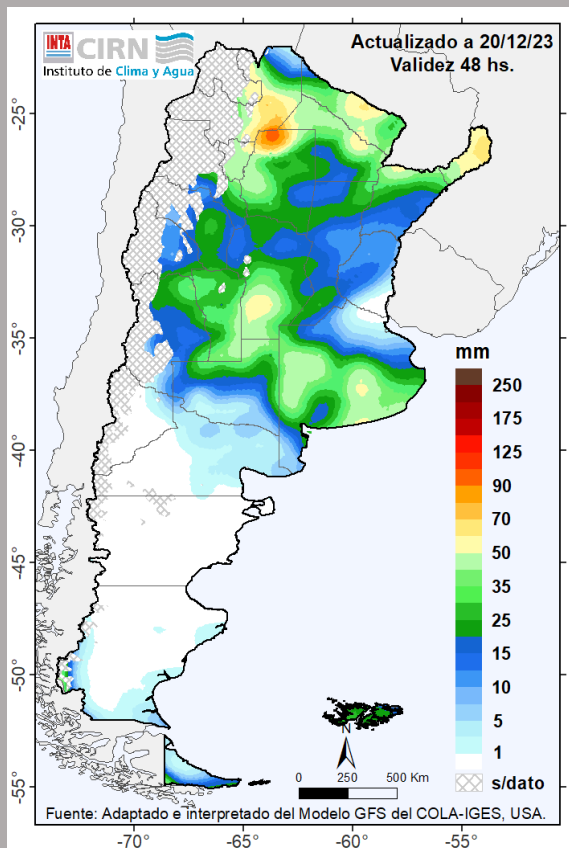 INTA CIRN
Instituto de Clima y Agua
Actualizado a 20/12/23
Validez 48 hs.
25°
30°
35°
40°
45°
50°
55°
mm
250
175
125
90
70
50
35
25
15
10
5
1
s/dato
N
0 250 500 Km
Fuente: Adaptado e interpretado del Modelo GFS del COLA-IGES, USA.
-70° -65° -60° -55°